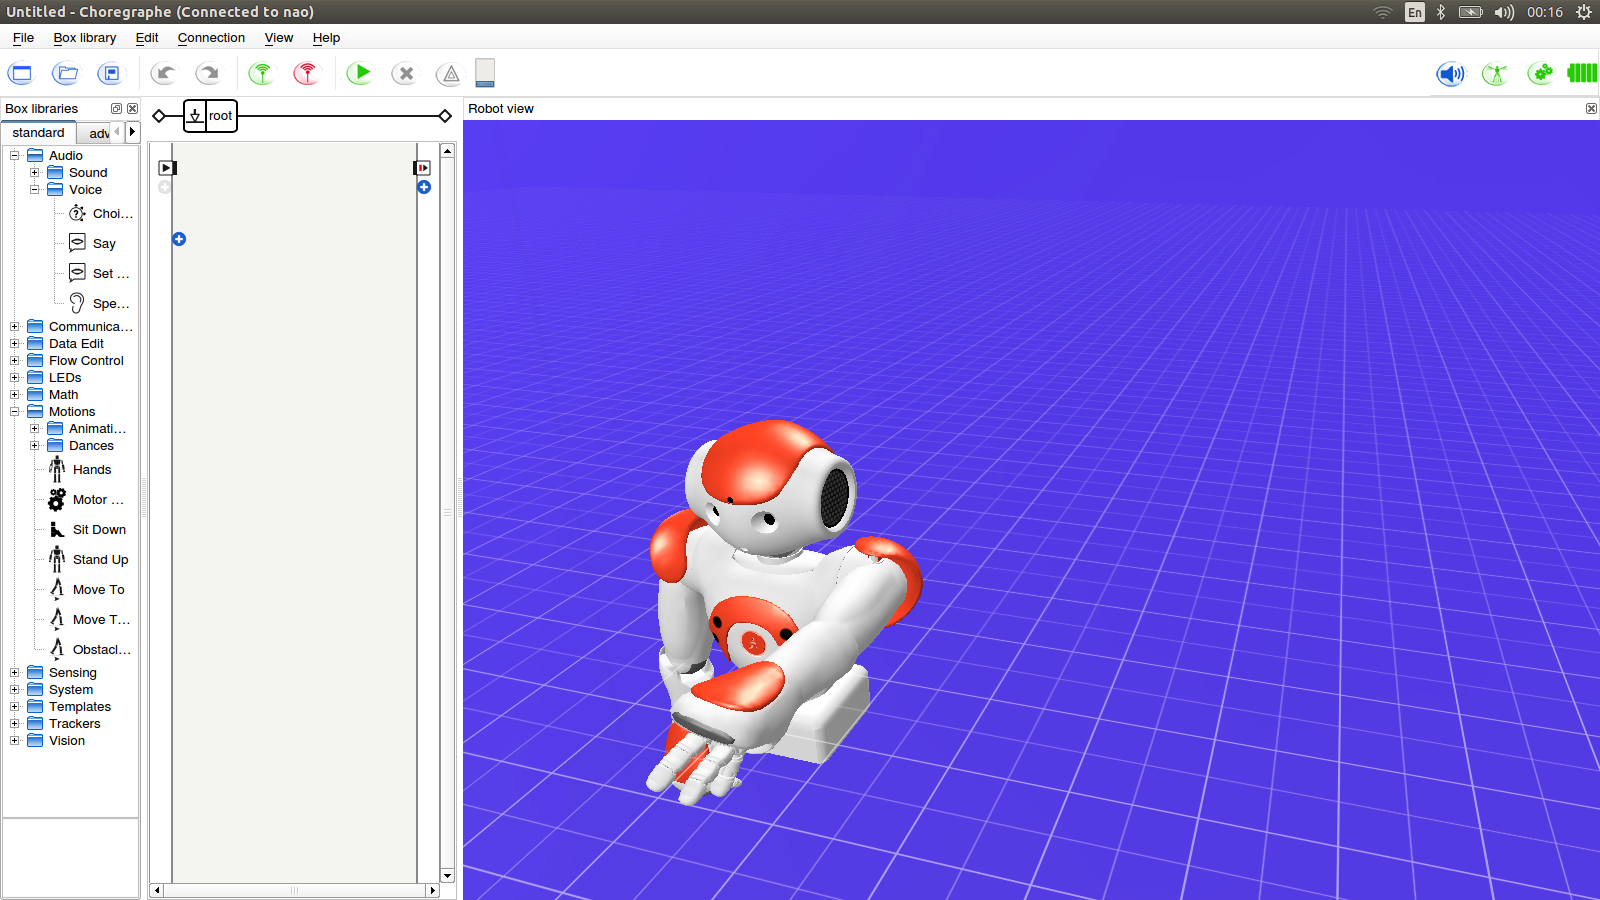 Untitled - Choregraphe (Connected to nao)
En
00:16
File Box library Edit Connection View Help
Box libraries
root
Robot view
standard
adv
Audio
Sound
Voice
Choi...
Say
Set ...
Spe...
Communica...
Data Edit
Flow Control
LEDs
Math
Motions
Animati...
Dances
Hands
Motor ...
Sit Down
Stand Up
Move To
Move T...
Obstacl...
Sensing
System
Templates
Trackers
Vision